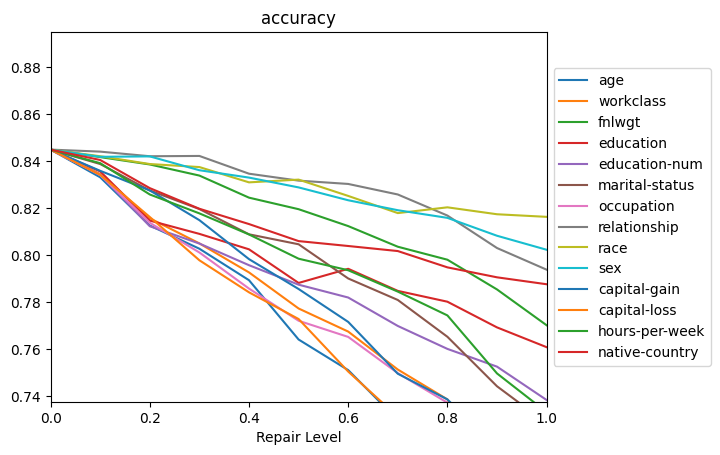 accuracy
0.88
0.86
0.84
0.82
0.80
0.78
0.76
0.74
0.0 0.2 0.4 0.6 0.8 1.0
Repair Level
age
workclass
fnlwgt
education
education-num
marital-status
occupation
relationship
race
sex
capital-gain
capital-loss
hours-per-week
native-country